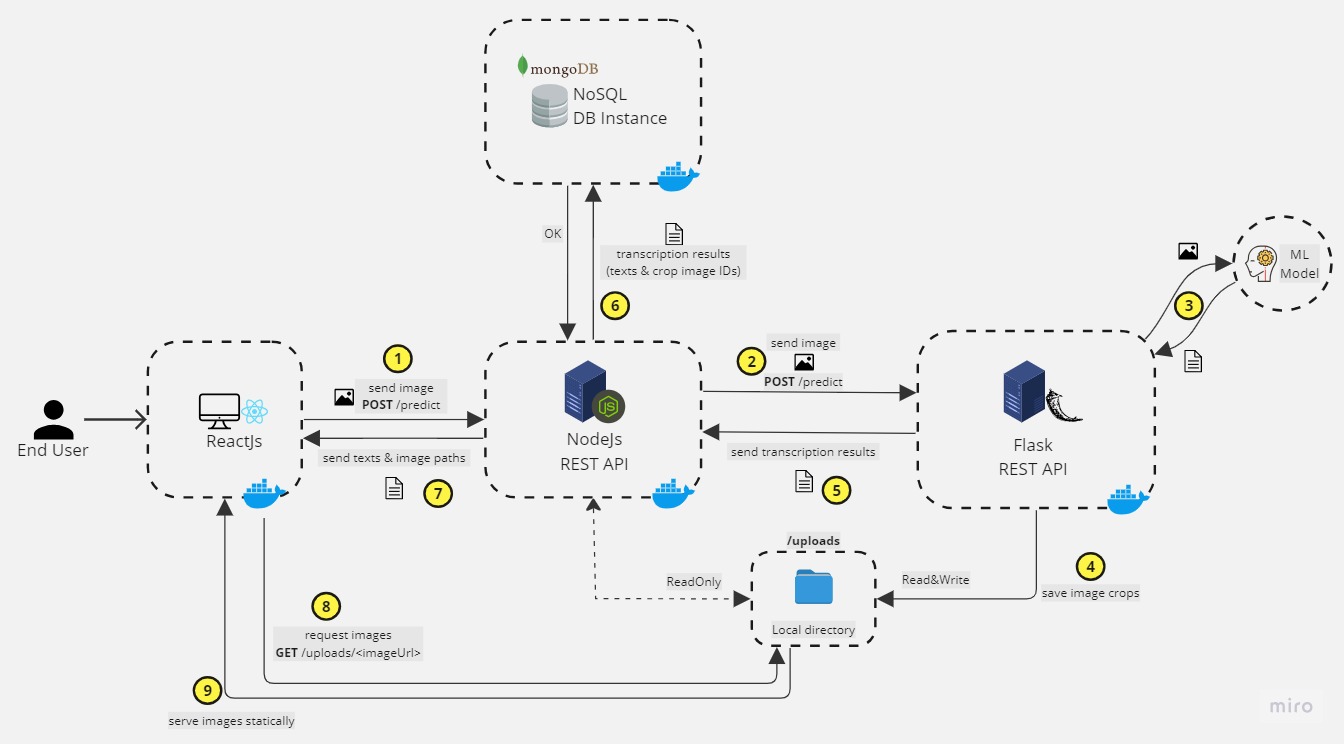 mongoDB
NoSQL
DB Instance
OK
transcription results
(texts & crop image IDs)
6
ML
Model
3
1
send image
POST /predict
2
send image
POST /predict
JS
End User
ReactJs
NodeJs
REST API
Flask
REST API
send texts & image paths
7
send transcription results
5
/uploads
ReadOnly
Local directory
Read&Write
4
save image crops
8
request images
GET /uploads/<imageUrl>
9
serve images statically
miro